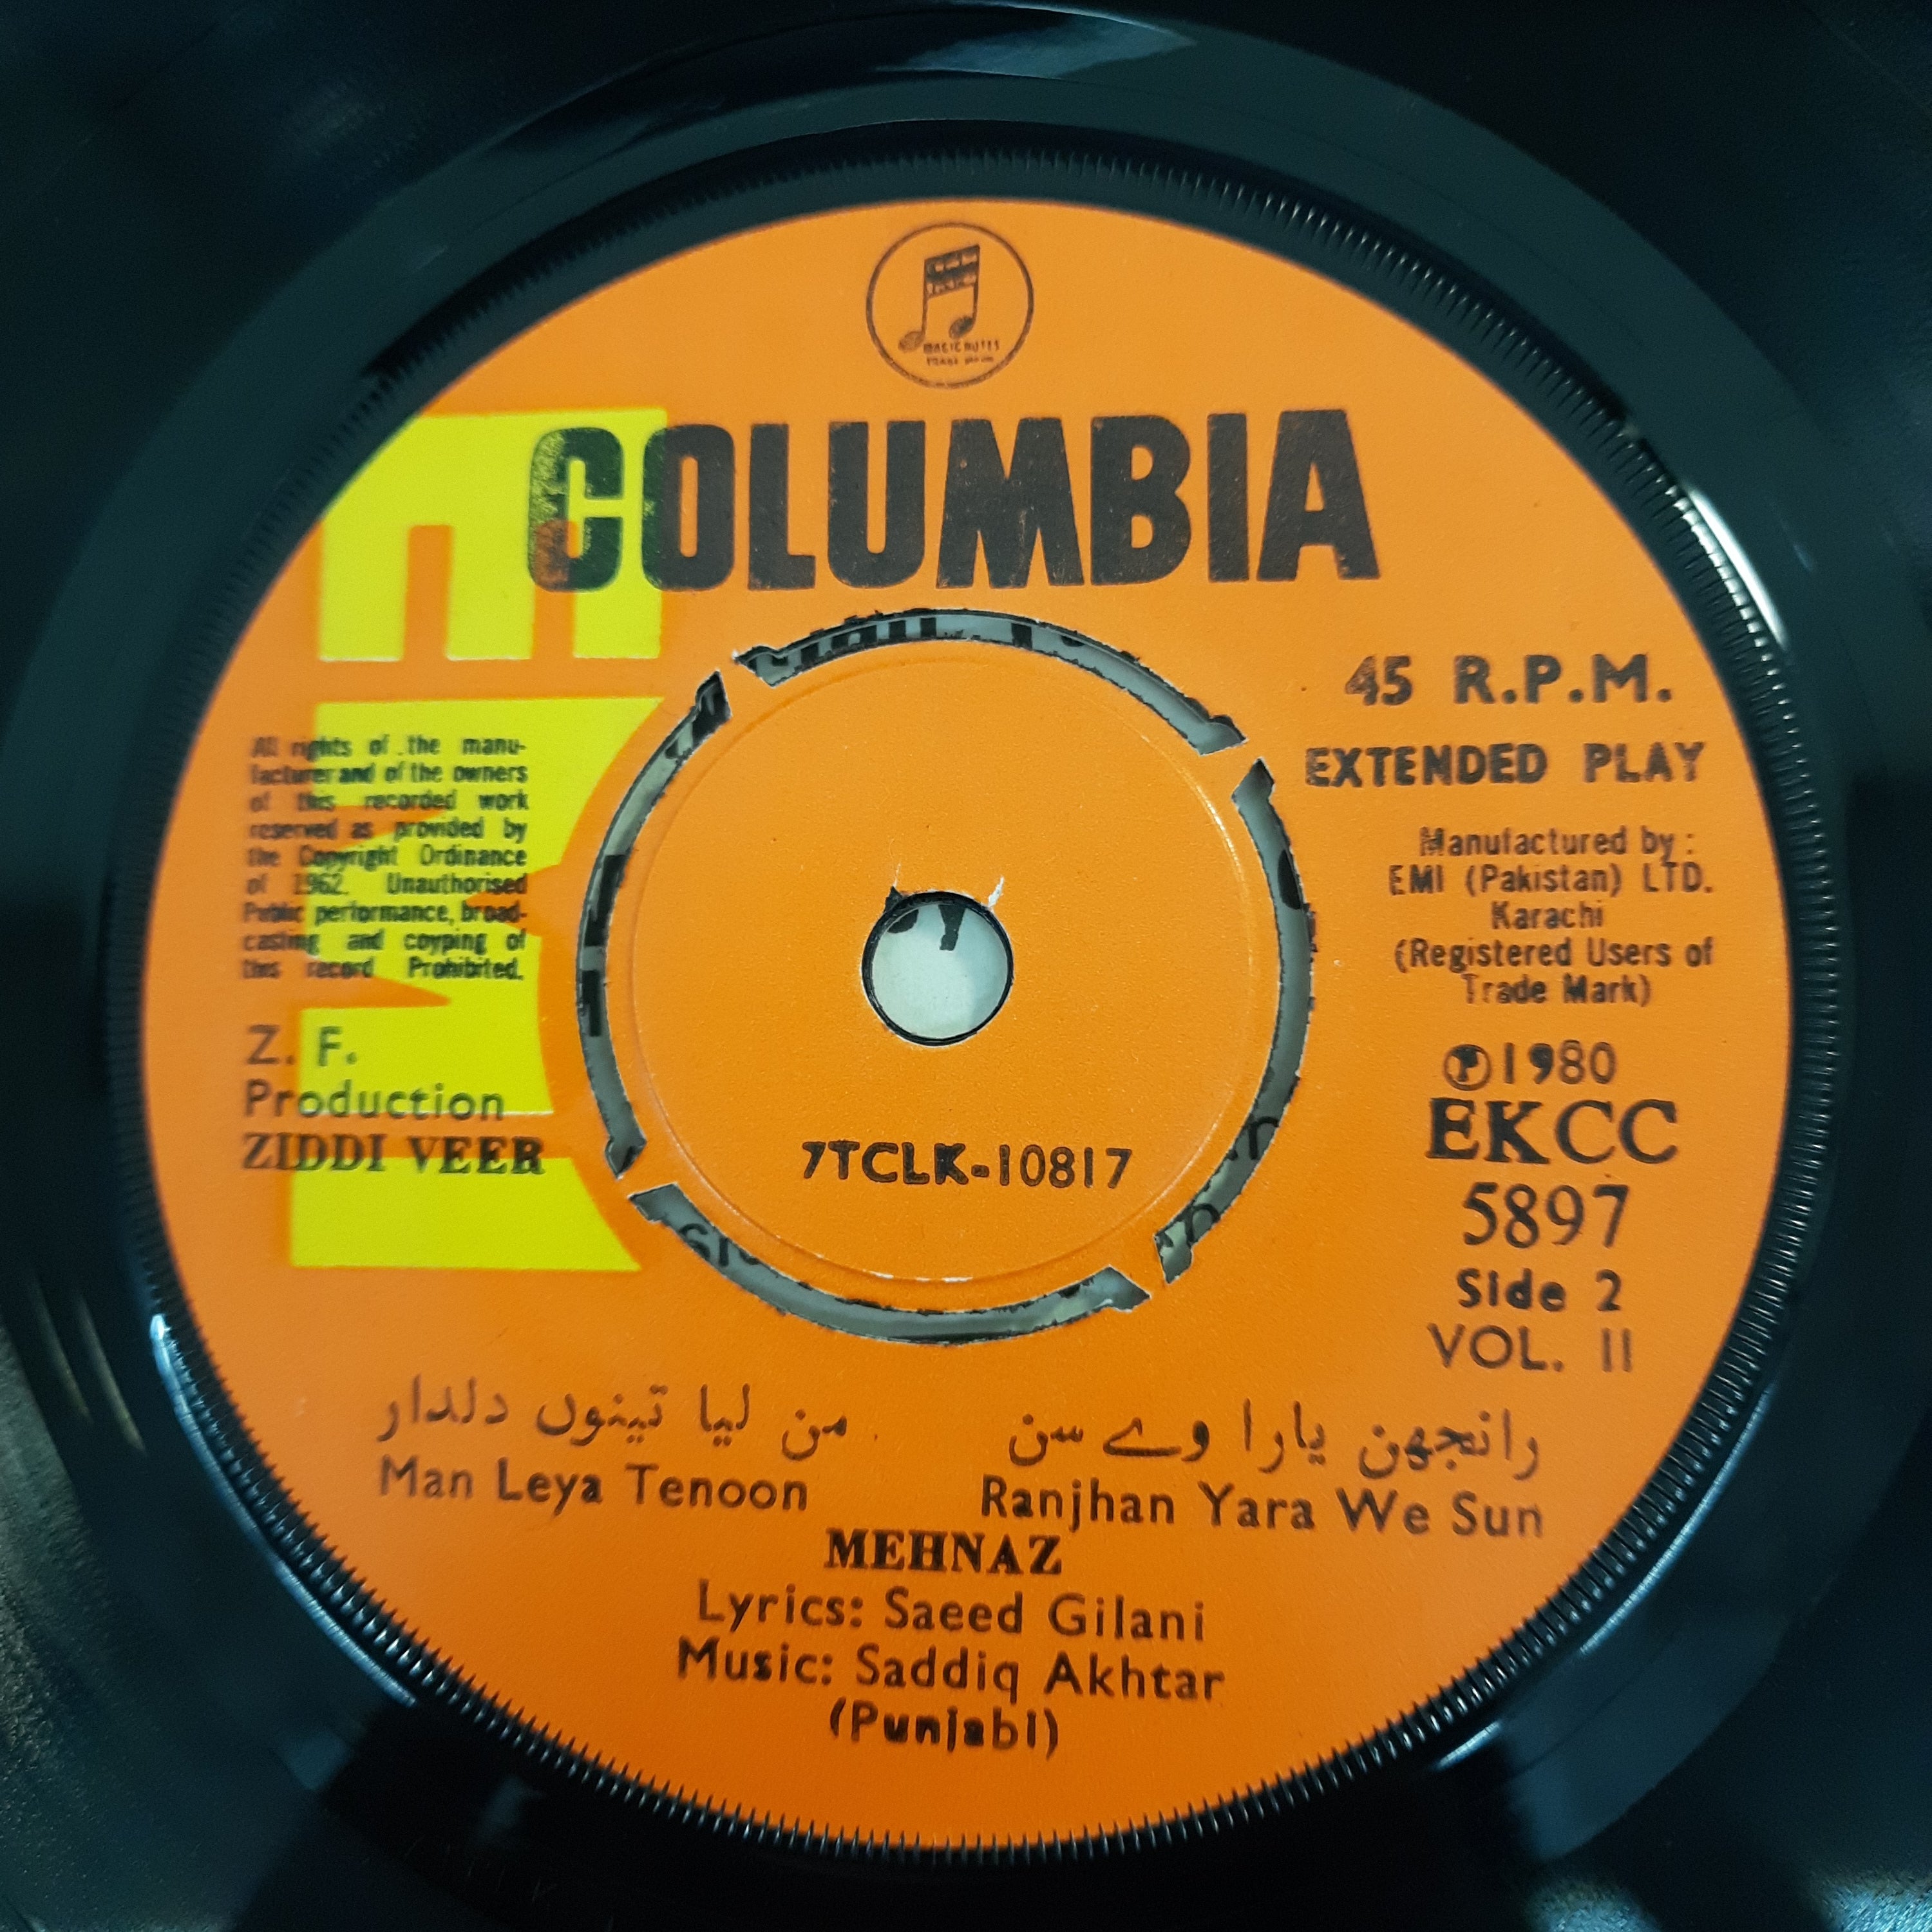 MAGIC NOTES
COLUMBIA
EMI
45 R.P.M.
EXTENDED PLAY
All rights of the manu-
facturer and of the owners
of this recorded work
reserved as provided by
the Copyright Ordinance
of 1962. Unauthorised
Public performance, broad-
casting and coyping of
this record Prohibited.
Manufactured by :
EMI (Pakistan) LTD.
Karachi
(Registered Users of
Trade Mark)
Z. F.
Production
ZIDDI VEER
Ⓟ1980
EKCC
5897
Side 2
VOL. II
7TCLK-10817
من لیا تینوں دلدار
Man Leya Tenoon
رانجھن یارا وے سن
Ranjhan Yara We Sun
MEHNAZ
Lyrics: Saeed Gilani
Music: Saddiq Akhtar
(Punjabi)